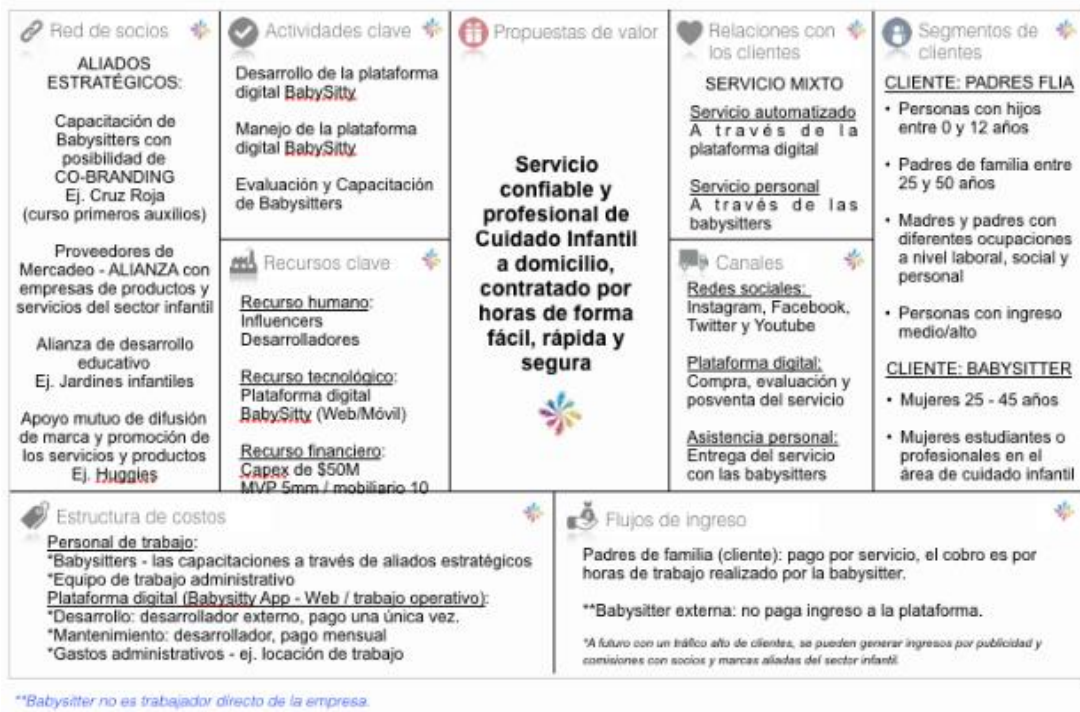 Red de socios
ALIADOS
ESTRATÉGICOS:
Capacitación de
Babysitters con
posibilidad de
CO-BRANDING
Ej. Cruz Roja
(curso primeros auxilios)
Proveedores de
Mercadeo - ALIANZA con
empresas de productos y
servicios del sector infantil
Alianza de desarrollo
educativo
Ej. Jardines infantiles
Apoyo mutuo de difusión
de marca y promoción de
los servicios y productos
Ej. Huggies
Actividades clave
Desarrollo de la plataforma
digital BabySitty
Manejo de la plataforma
digital BabySitty
Evaluación y Capacitación
de Babysitters
Recursos clave
Recurso humano:
Influencers
Desarrolladores
Recurso tecnológico:
Plataforma digital
BabySitty (Web/Móvil)
Recurso financiero:
Capex de $50M
MVP 5mm / mobiliario 10
Propuestas de valor
Servicio
confiable y
profesional de
Cuidado Infantil
a domicilio,
contratado por
horas de forma
fácil, rápida y
segura
Relaciones con
los clientes
SERVICIO MIXTO
Servicio automatizado
A través de la
plataforma digital
Servicio personal
A través de las
babysitters
Canales
Redes sociales:
Instagram, Facebook,
Twitter y Youtube
Plataforma digital:
Compra, evaluación y
posventa del servicio
Asistencia personal:
Entrega del servicio
con las babysitters
Segmentos de
clientes
CLIENTE: PADRES FLIA
• Personas con hijos
entre 0 y 12 años
• Padres de familia entre
25 y 50 años
• Madres y padres con
diferentes ocupaciones
a nivel laboral, social y
personal
• Personas con ingreso
medio/alto
CLIENTE: BABYSITTER
• Mujeres 25 - 45 años
• Mujeres estudiantes o
profesionales en el
área de cuidado infantil
Estructura de costos
Personal de trabajo:
*Babysitters - las capacitaciones a través de aliados estratégicos
*Equipo de trabajo administrativo
Plataforma digital (Babysitty App - Web / trabajo operativo):
*Desarrollo: desarrollador externo, pago una única vez.
*Mantenimiento: desarrollador, pago mensual
*Gastos administrativos - ej. locación de trabajo
Flujos de ingreso
Padres de familia (cliente): pago por servicio, el cobro es por
horas de trabajo realizado por la babysitter.
**Babysitter externa: no paga ingreso a la plataforma.
*A futuro con un tráfico alto de clientes, se pueden generar ingresos por publicidad y
comisiones con socios y marcas aliadas del sector infantil.
**Babysitter no es trabajador directo de la empresa.